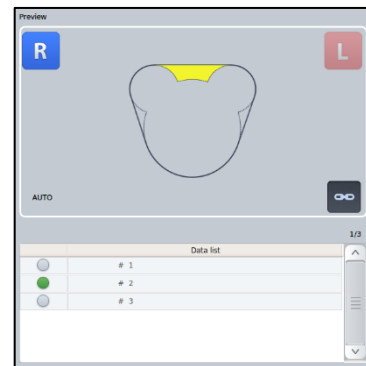 Preview
R
L
AUTO
1/3
Data list
# 1
# 2
# 3